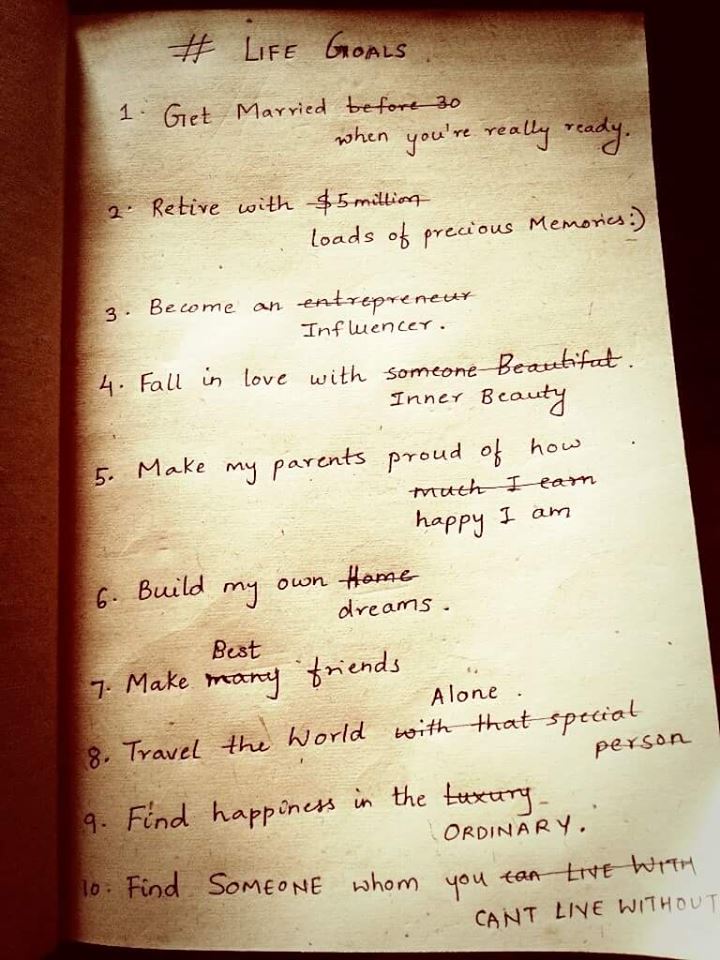 # LIFE GOALS
1. Get Married before 30
when you're really ready.
2. Retire with $5 million
loads of precious Memories:)
3. Become an entrepreneur
Influencer.
4. Fall in love with someone Beautiful.
Inner Beauty
5. Make my parents proud of how
much I earn
happy I am
6. Build my own Home
dreams.
Best
7. Make many friends
Alone.
8. Travel the World with that special
person
9. Find happiness in the Luxury
ORDINARY.
10. Find SOMEONE whom you can LIVE WITH
CANT LIVE WITHOUT